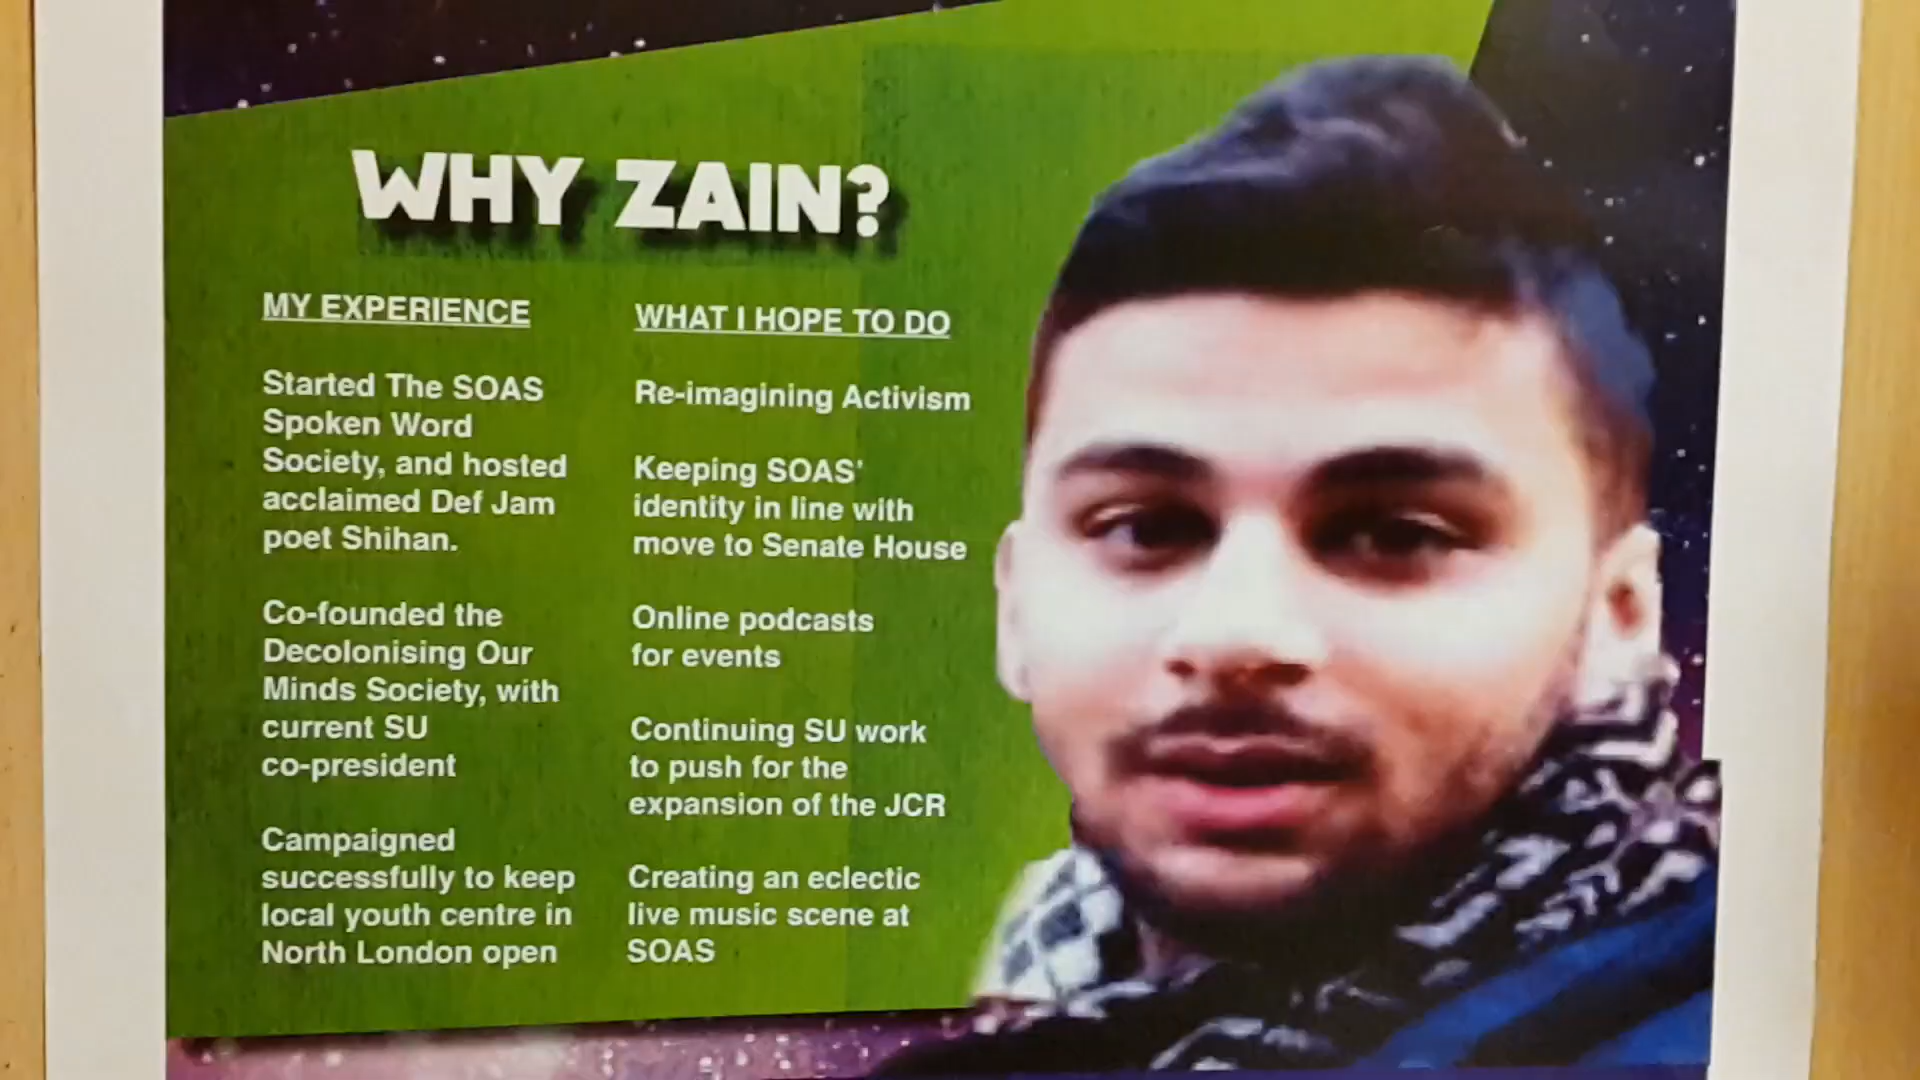 WHY ZAIN?
MY EXPERIENCE
Started The SOAS
Spoken Word
Society, and hosted
acclaimed Def Jam
poet Shihan.
Co-founded the
Decolonising Our
Minds Society, with
current SU
co-president
Campaigned
successfully to keep
local youth centre in
North London open
WHAT I HOPE TO DO
Re-imagining Activism
Keeping SOAS'
identity in line with
move to Senate House
Online podcasts
for events
Continuing SU work
to push for the
expansion of the JCR
Creating an eclectic
live music scene at
SOAS